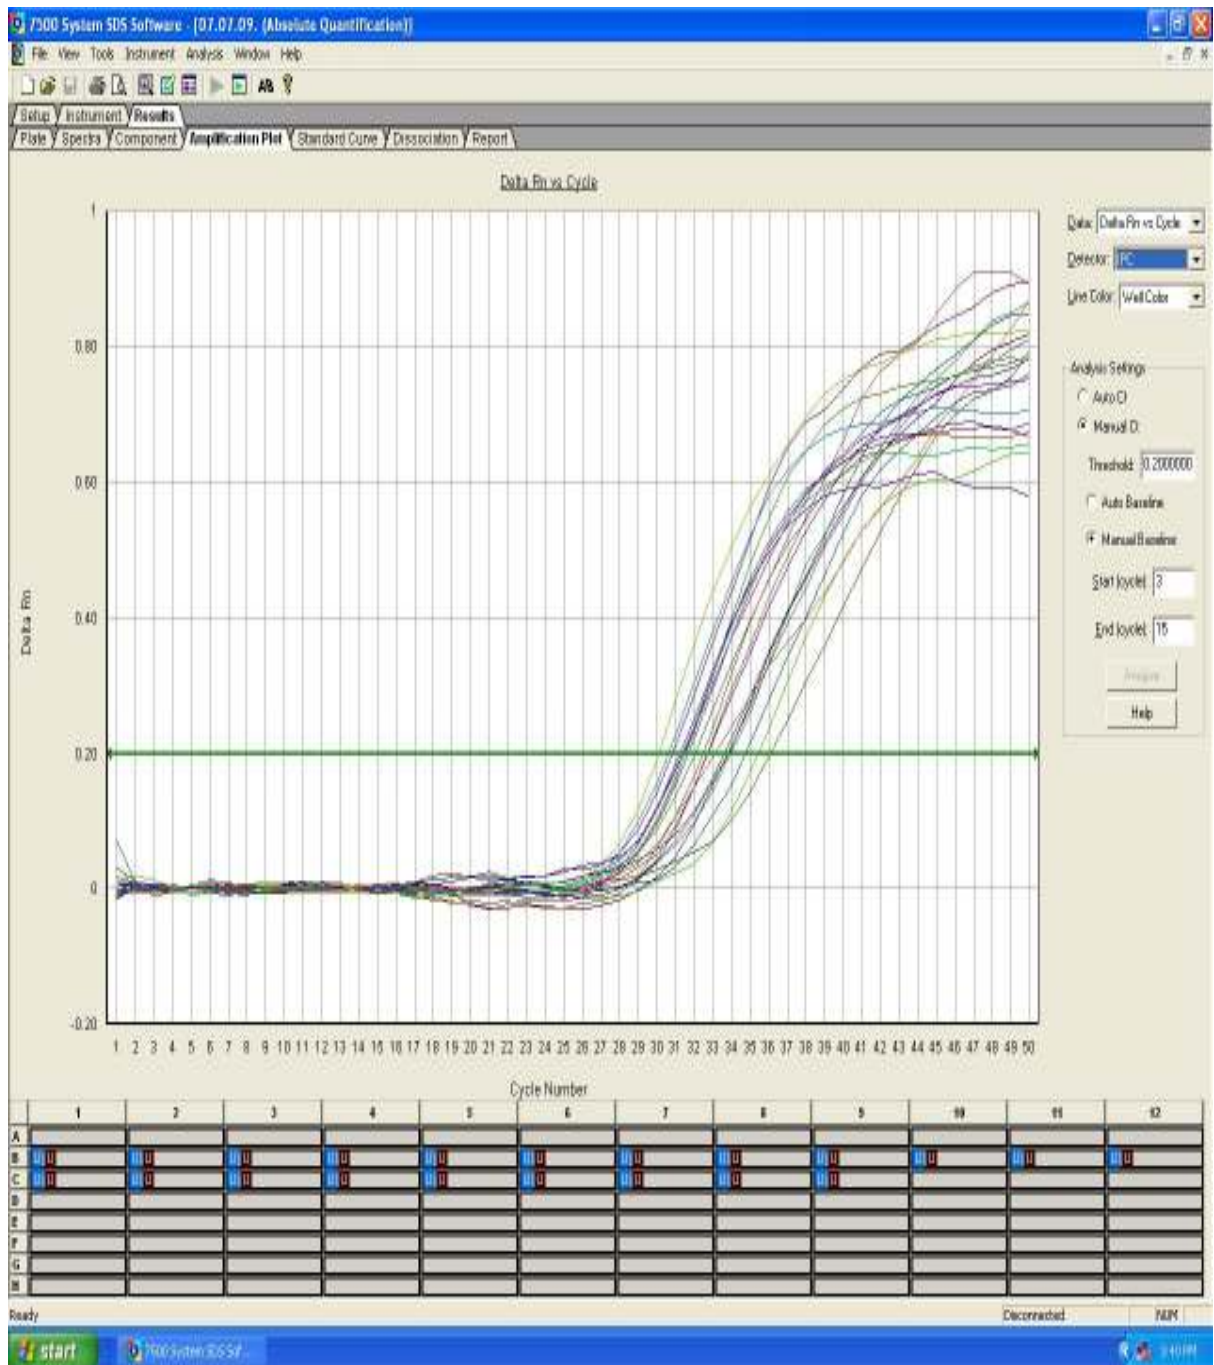 7500 System SDS Software - [07.07.09. (Absolute Quantification)]
File View Tools Instrument Analysis Window Help
Setup Instrument Results
Plate Spectra Component Amplification Plot Standard Curve Dissociation Report
Delta Rn vs Cycle
Data: Delta Rn vs Cycle
Detector: IPC
Line Color: Well Color
Analysis Settings
Auto Ct
Manual Ct
Threshold: 0.2000000
Auto Baseline
Manual Baseline
Start (cycle): 3
End (cycle): 15
Analyze
Help
Delta Rn
1
0.80
0.60
0.40
0.20
0
-0.20
1 2 3 4 5 6 7 8 9 10 11 12 13 14 15 16 17 18 19 20 21 22 23 24 25 26 27 28 29 30 31 32 33 34 35 36 37 38 39 40 41 42 43 44 45 46 47 48 49 50
Cycle Number
1 2 3 4 5 6 7 8 9 10 11 12
A
B U U U U U U U U U U U U U U U U U U U U U U U U
C U U U U U U U U U U U U U U U U U U
D
E
F
G
H
Ready Disconnected NUM
start 7500 System SDS Sof...